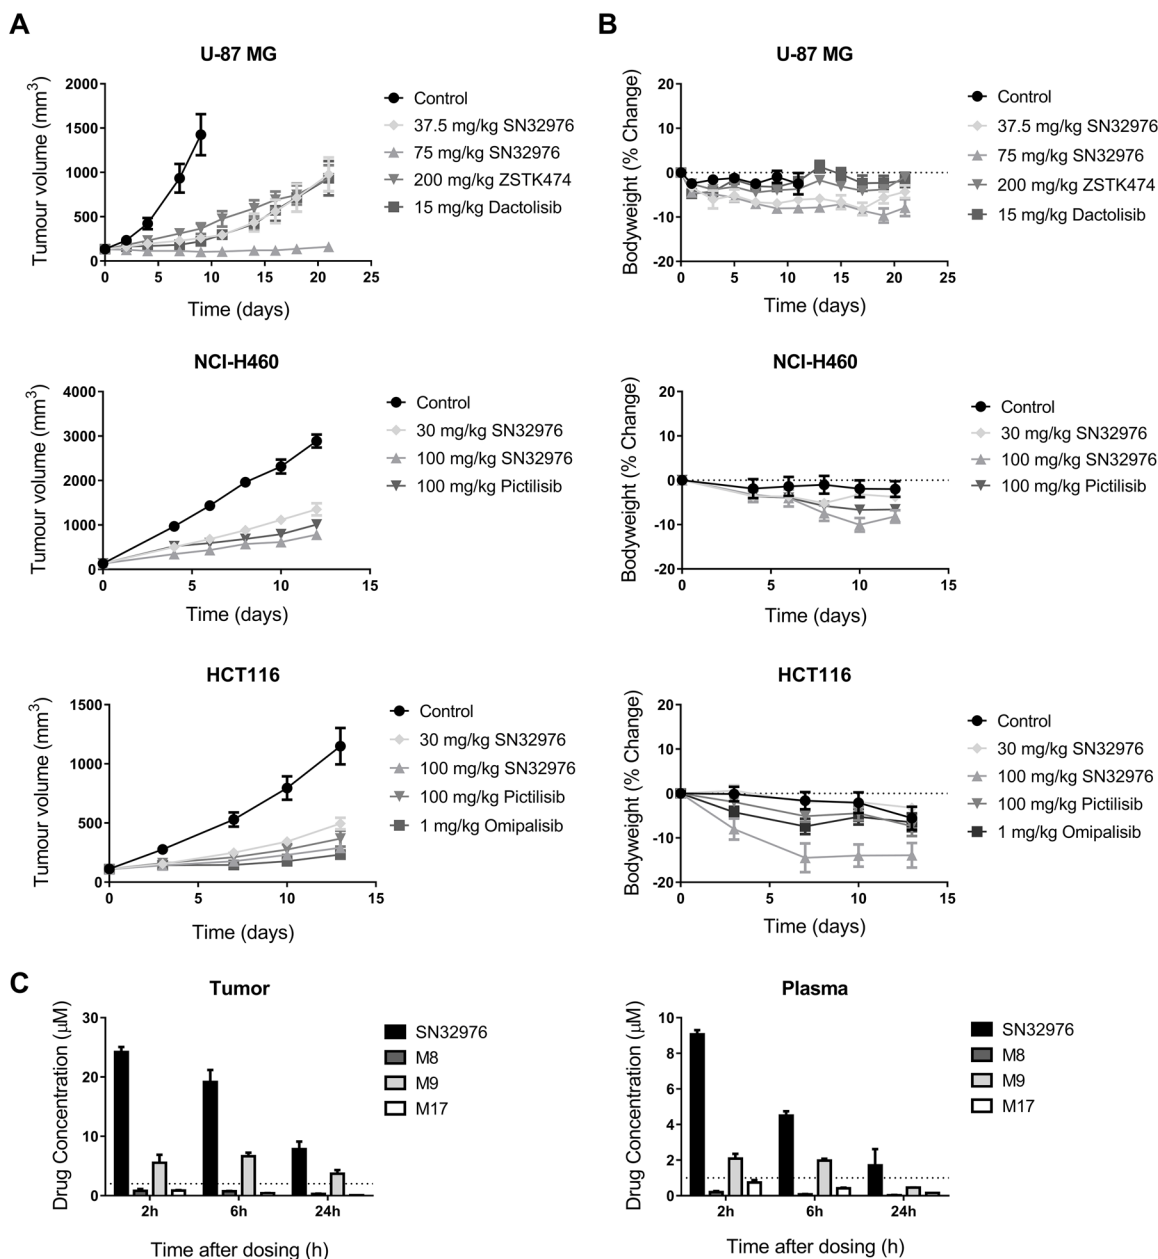 A
U-87 MG
Tumour volume (mm³)
2000
1500
1000
500
0
0 5 10 15 20 25
Time (days)
Control
37.5 mg/kg SN32976
75 mg/kg SN32976
200 mg/kg ZSTK474
15 mg/kg Dactolisib
B
U-87 MG
Bodyweight (% Change)
20
10
0
-10
-20
0 5 10 15 20 25
Time (days)
Control
37.5 mg/kg SN32976
75 mg/kg SN32976
200 mg/kg ZSTK474
15 mg/kg Dactolisib
NCI-H460
Tumour volume (mm³)
4000
3000
2000
1000
0
0 5 10 15
Time (days)
Control
30 mg/kg SN32976
100 mg/kg SN32976
100 mg/kg Pictilisib
NCI-H460
Bodyweight (% Change)
20
10
0
-10
-20
0 5 10 15
Time (days)
Control
30 mg/kg SN32976
100 mg/kg SN32976
100 mg/kg Pictilisib
HCT116
Tumour volume (mm³)
1500
1000
500
0
0 5 10 15
Time (days)
Control
30 mg/kg SN32976
100 mg/kg SN32976
100 mg/kg Pictilisib
1 mg/kg Omipalisib
HCT116
Bodyweight (% Change)
20
10
0
-10
-20
0 5 10 15
Time (days)
Control
30 mg/kg SN32976
100 mg/kg SN32976
100 mg/kg Pictilisib
1 mg/kg Omipalisib
C
Tumor
Drug Concentration (μM)
30
20
10
0
2h 6h 24h
Time after dosing (h)
SN32976
M8
M9
M17
Plasma
Drug Concentration (μM)
10
8
6
4
2
0
2h 6h 24h
Time after dosing (h)
SN32976
M8
M9
M17